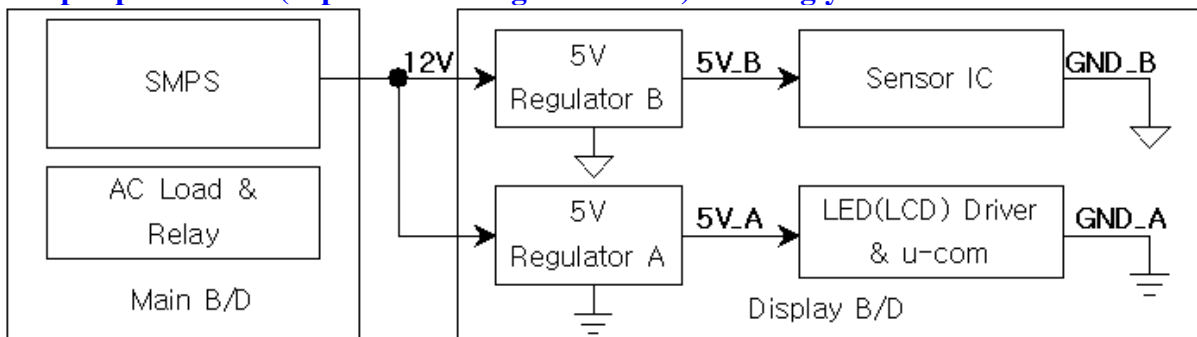 SMPS
AC Load &
Relay
Main B/D
12V
5V
Regulator B
5V_B
Sensor IC
GND_B
5V
Regulator A
5V_A
LED(LCD) Driver
& u-com
GND_A
Display B/D